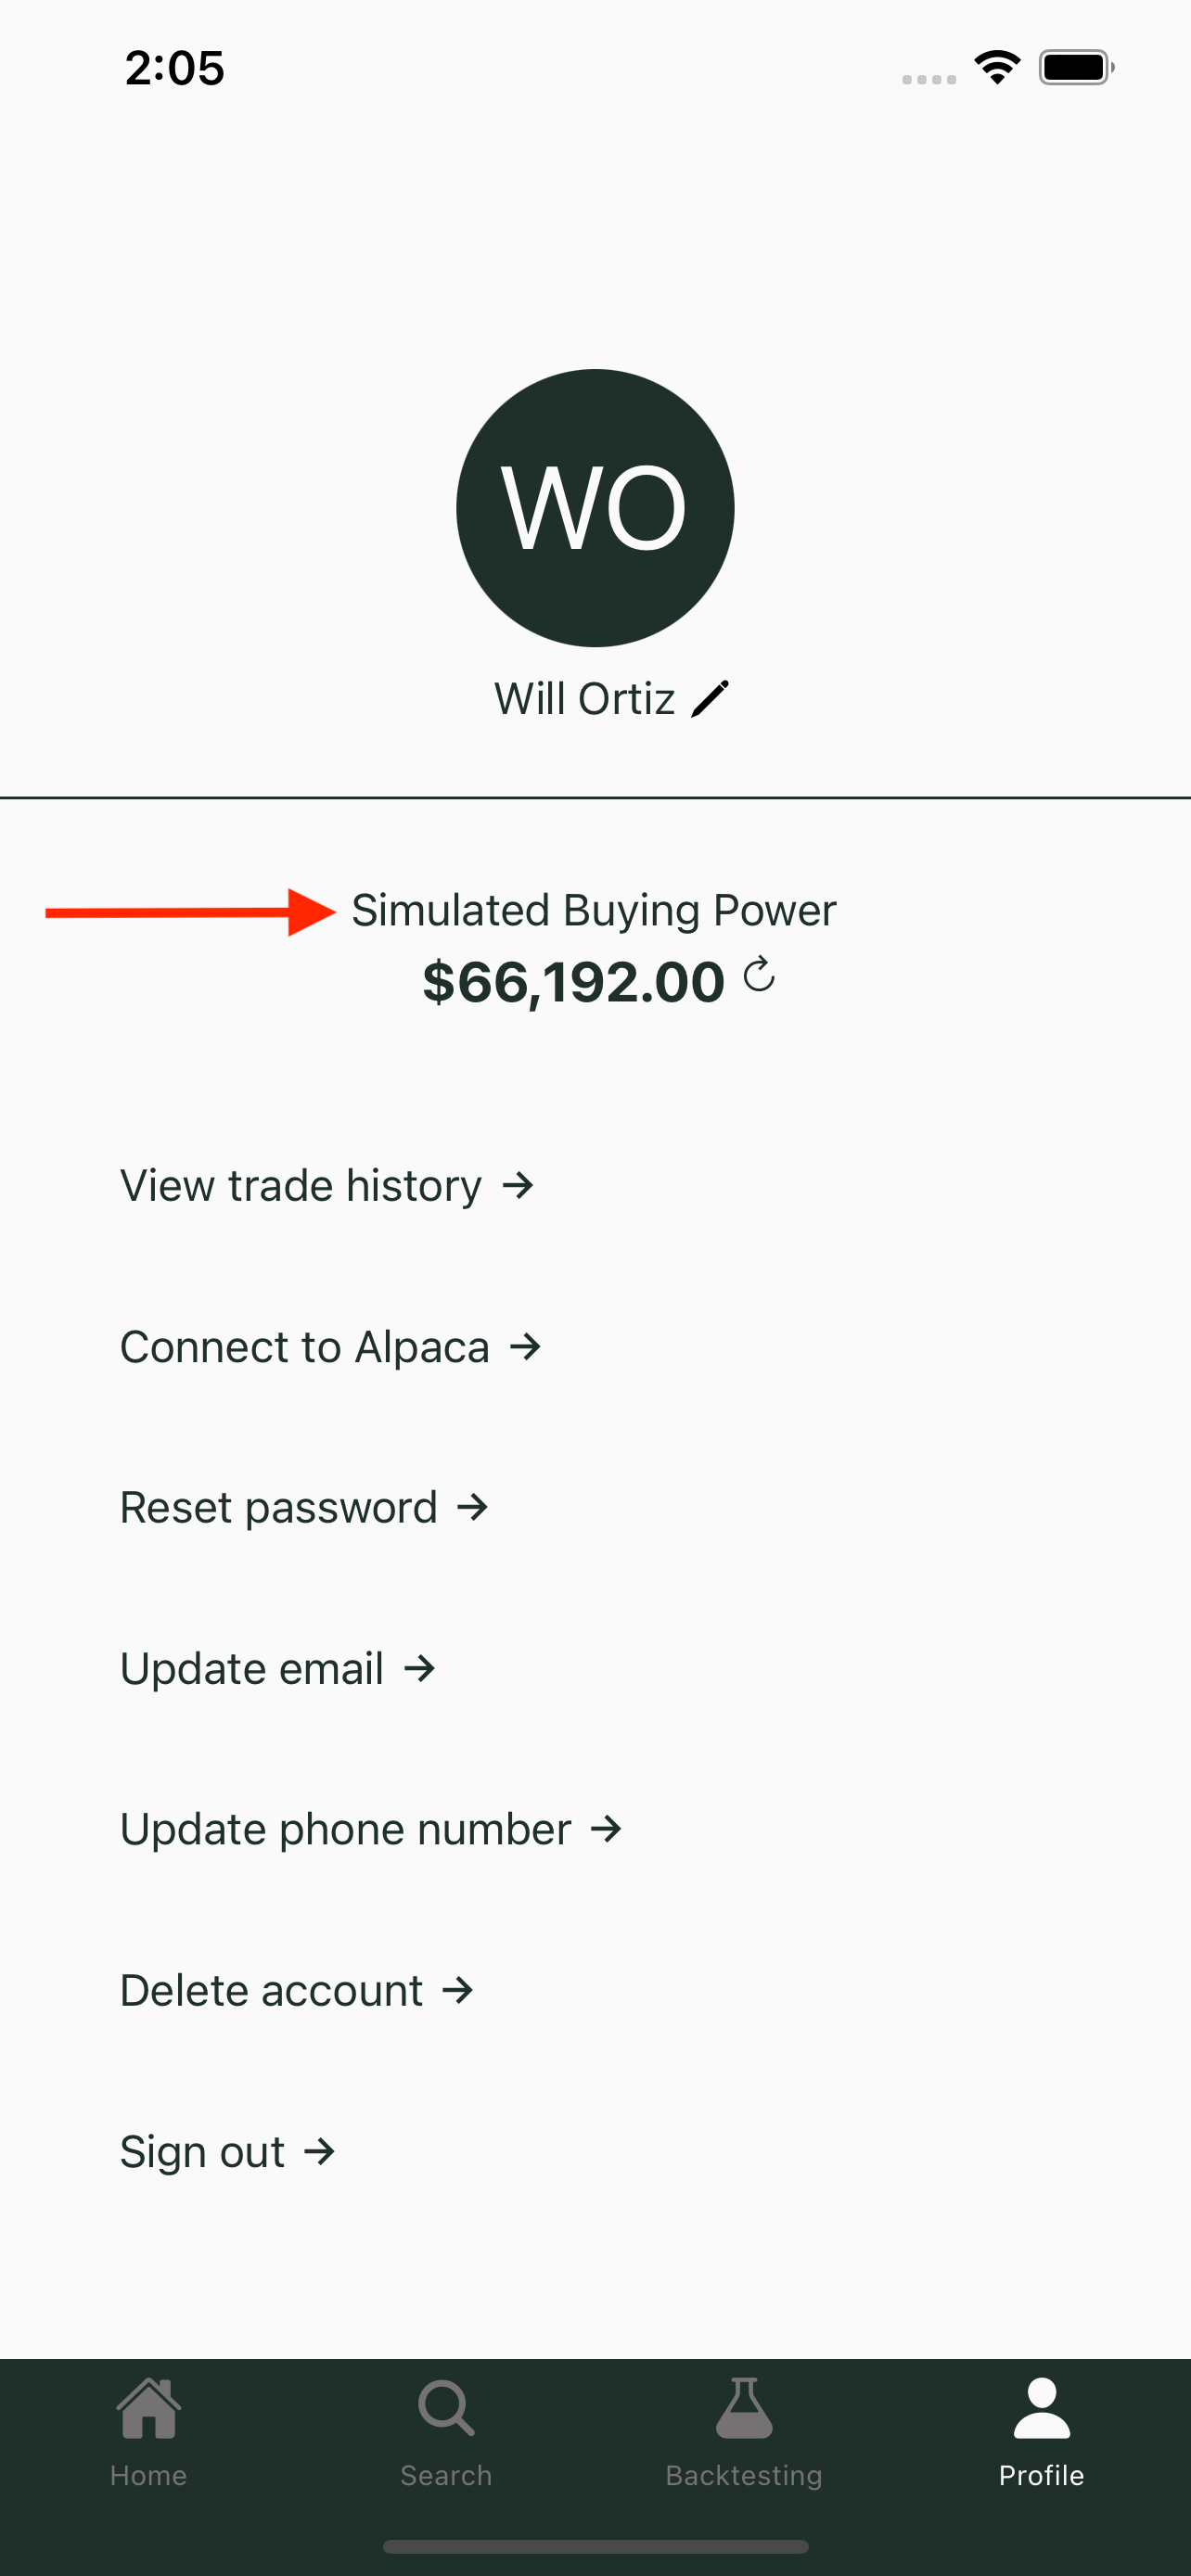 2:05
WO
Will Ortiz
Simulated Buying Power
$66,192.00
View trade history →
Connect to Alpaca →
Reset password →
Update email →
Update phone number →
Delete account →
Sign out →
Home Search Backtesting Profile